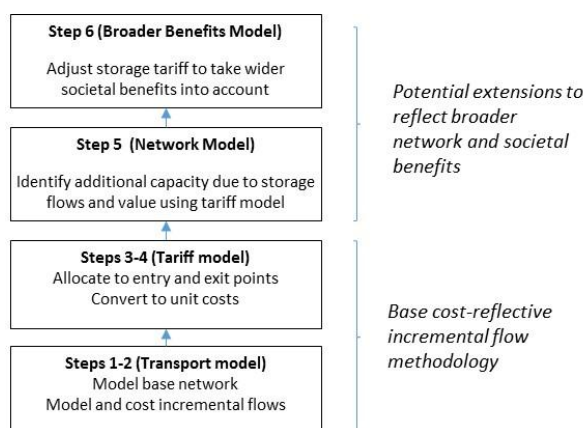 Step 6 (Broader Benefits Model)
Adjust storage tariff to take wider
societal benefits into account
Potential extensions to
reflect broader
network and societal
benefits
Step 5 (Network Model)
Identify additional capacity due to storage
flows and value using tariff model
Steps 3-4 (Tariff model)
Allocate to entry and exit points
Convert to unit costs
Base cost-reflective
incremental flow
methodology
Steps 1-2 (Transport model)
Model base network
Model and cost incremental flows